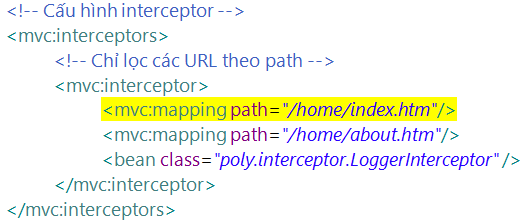 <!-- Cấu hình interceptor -->
<mvc:interceptors>
<!-- Chỉ lọc các URL theo path -->
<mvc:interceptor>
<mvc:mapping path="/home/index.htm"/>
<mvc:mapping path="/home/about.htm"/>
<bean class="poly.interceptor.LoggerInterceptor" />
</mvc:interceptor>
</mvc:interceptors>